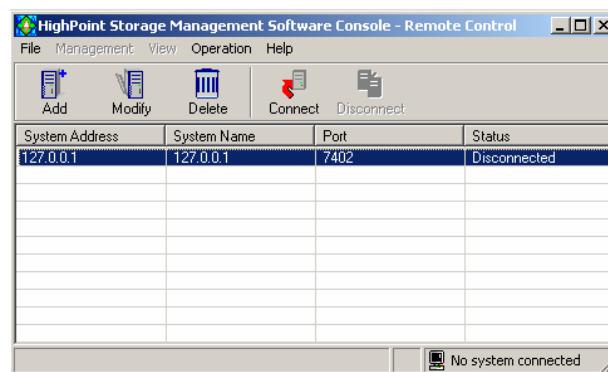 HighPoint Storage Management Software Console - Remote Control
File Management View Operation Help
Add Modify Delete Connect Disconnect
System Address System Name Port Status
127.0.0.1 127.0.0.1 7402 Disconnected
No system connected